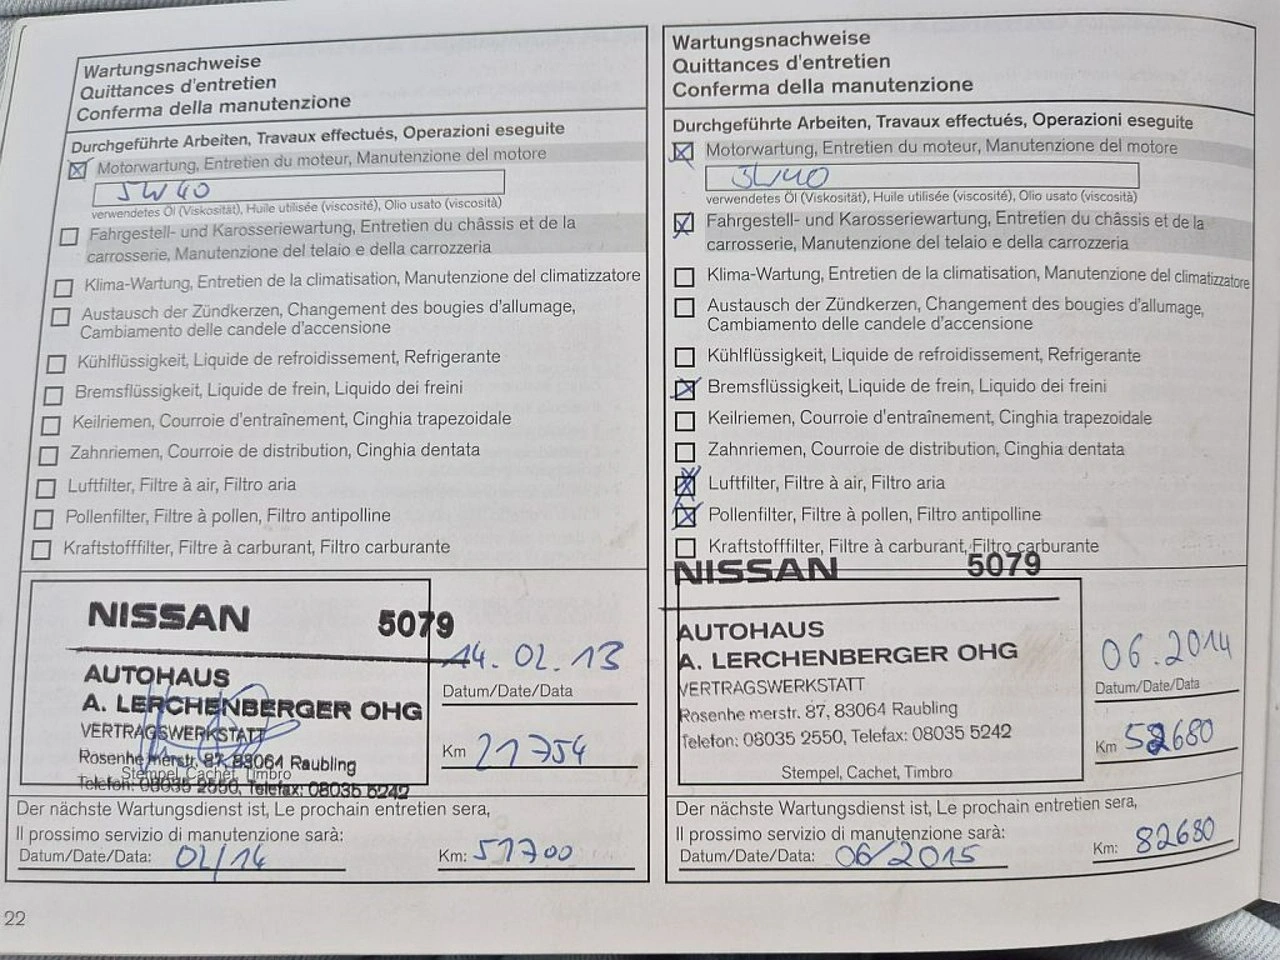 Wartungsnachweise
Quittances d'entretien
Conferma della manutenzione
Durchgeführte Arbeiten, Travaux effectués, Operazioni eseguite
Motorwartung, Entretien du moteur, Manutenzione del motore
5W40
verwendetes Öl (Viskosität), Huile utilisée (viscosité), Olio usato (viscosità)
Fahrgestell- und Karosseriewartung, Entretien du châssis et de la
carrosserie, Manutenzione del telaio e della carrozzeria
Klima-Wartung, Entretien de la climatisation, Manutenzione del climatizzatore
Austausch der Zündkerzen, Changement des bougies d'allumage,
Cambiamento delle candele d'accensione
Kühlflüssigkeit, Liquide de refroidissement, Refrigerante
Bremsflüssigkeit, Liquide de frein, Liquido dei freini
Keilriemen, Courroie d'entraînement, Cinghia trapezoidale
Zahnriemen, Courroie de distribution, Cinghia dentata
Luftfilter, Filtre à air, Filtro aria
Pollenfilter, Filtre à pollen, Filtro antipolline
Kraftstofffilter, Filtre à carburant, Filtro carburante
NISSAN 5079
AUTOHAUS
A. LERCHENBERGER OHG
VERTRAGSWERKSTATT
Rosenhe merstr. 87, 83064 Raubling
Stempel, Cachet, Timbro
Telefon: 08035 2550, Telefax: 08035 5242
14.02.13
Datum/Date/Data
Km 21754
Der nächste Wartungsdienst ist, Le prochain entretien sera,
Il prossimo servizio di manutenzione sarà:
Datum/Date/Data: 02/14 Km: 51700
22
Wartungsnachweise
Quittances d'entretien
Conferma della manutenzione
Durchgeführte Arbeiten, Travaux effectués, Operazioni eseguite
Motorwartung, Entretien du moteur, Manutenzione del motore
5W40
verwendetes Öl (Viskosität), Huile utilisée (viscosité), Olio usato (viscosità)
Fahrgestell- und Karosseriewartung, Entretien du châssis et de la
carrosserie, Manutenzione del telaio e della carrozzeria
Klima-Wartung, Entretien de la climatisation, Manutenzione del climatizzatore
Austausch der Zündkerzen, Changement des bougies d'allumage,
Cambiamento delle candele d'accensione
Kühlflüssigkeit, Liquide de refroidissement, Refrigerante
Bremsflüssigkeit, Liquide de frein, Liquido dei freini
Keilriemen, Courroie d'entraînement, Cinghia trapezoidale
Zahnriemen, Courroie de distribution, Cinghia dentata
Luftfilter, Filtre à air, Filtro aria
Pollenfilter, Filtre à pollen, Filtro antipolline
Kraftstofffilter, Filtre à carburant, Filtro carburante
NISSAN 5079
AUTOHAUS
A. LERCHENBERGER OHG
VERTRAGSWERKSTATT
Rosenhe merstr. 87, 83064 Raubling
Telefon: 08035 2550, Telefax: 08035 5242
Stempel, Cachet, Timbro
06.2014
Datum/Date/Data
Km 52680
Der nächste Wartungsdienst ist, Le prochain entretien sera,
Il prossimo servizio di manutenzione sarà:
Datum/Date/Data: 06/2015 Km: 82680